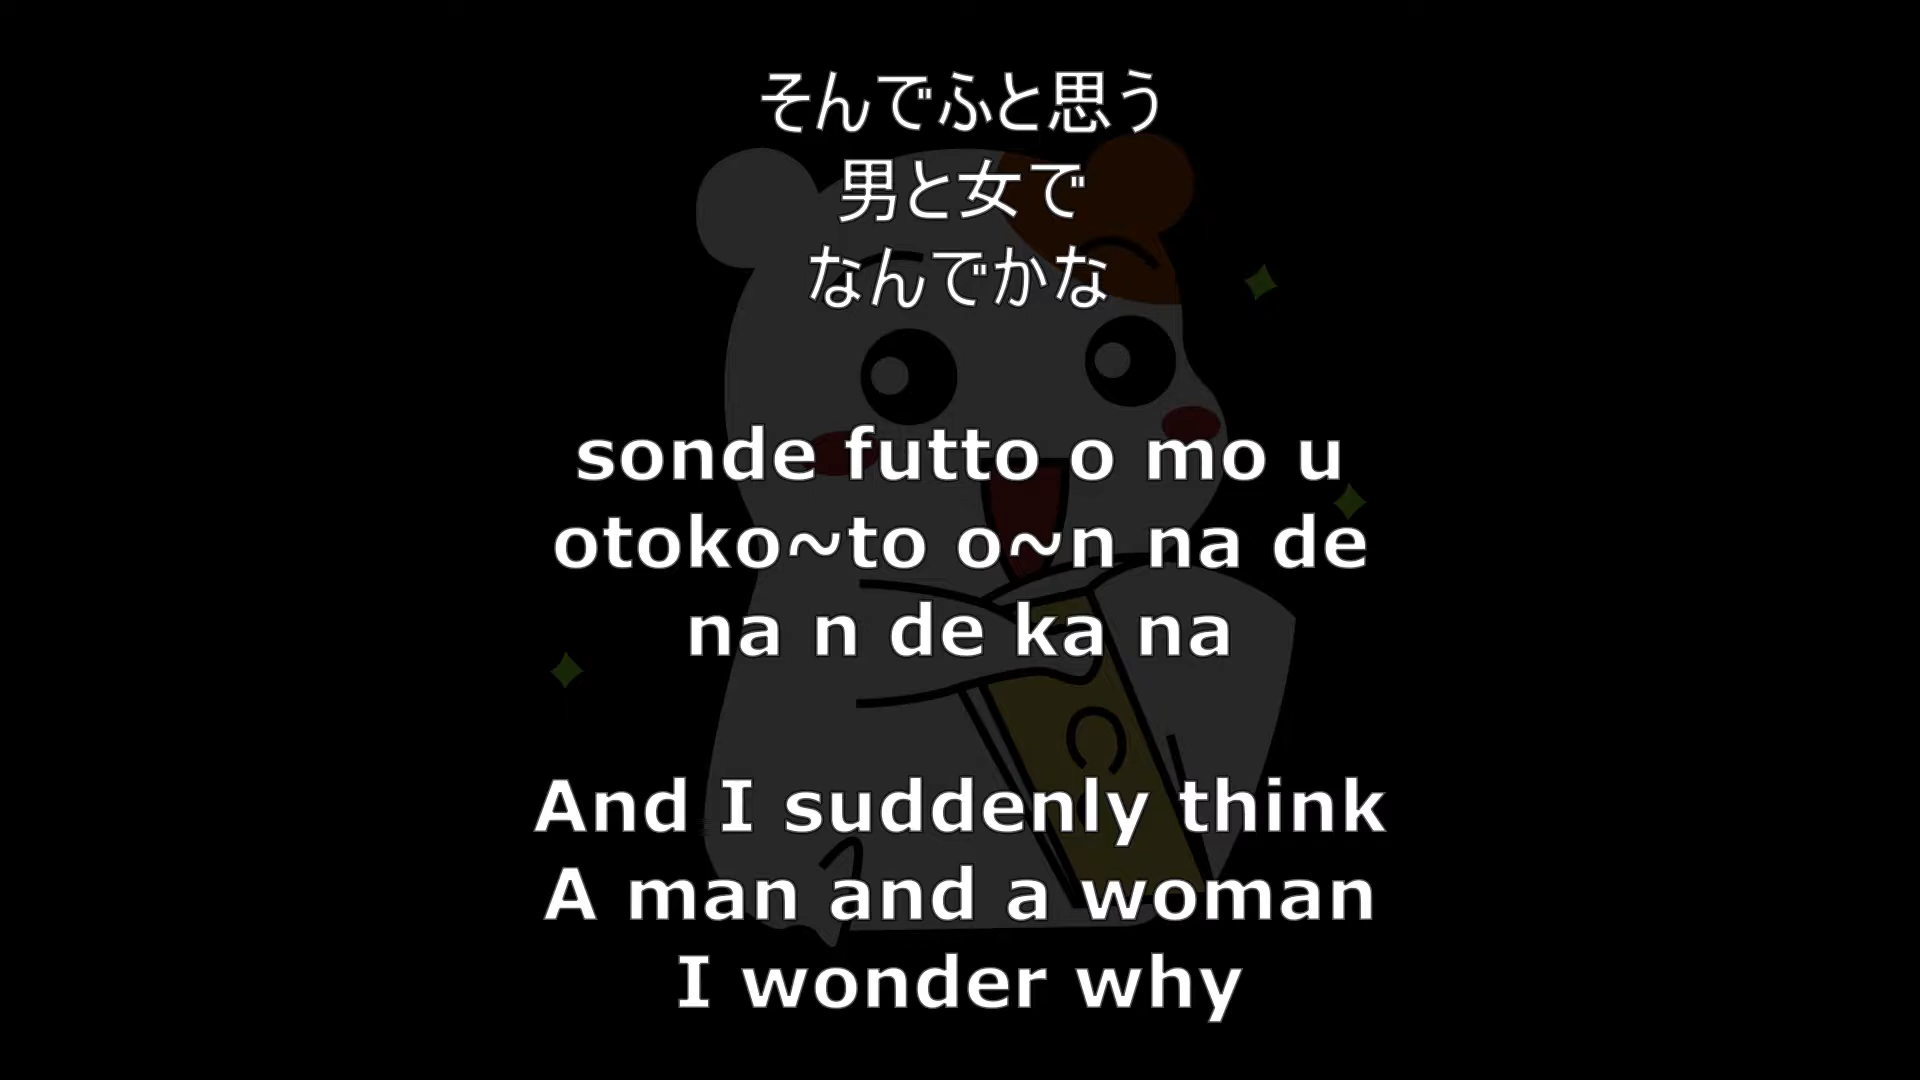 そんでふと思う
男と女で
なんでかな
sonde futto o mo u
otoko~to o~n na de
na n de ka na
And I suddenly think
A man and a woman
I wonder why